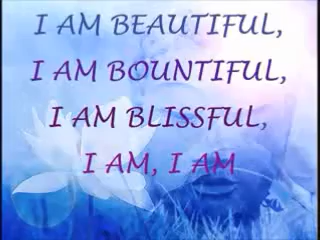 I AM BEAUTIFUL,
I AM BOUNTIFUL,
I AM BLISSFUL,
I AM, I AM